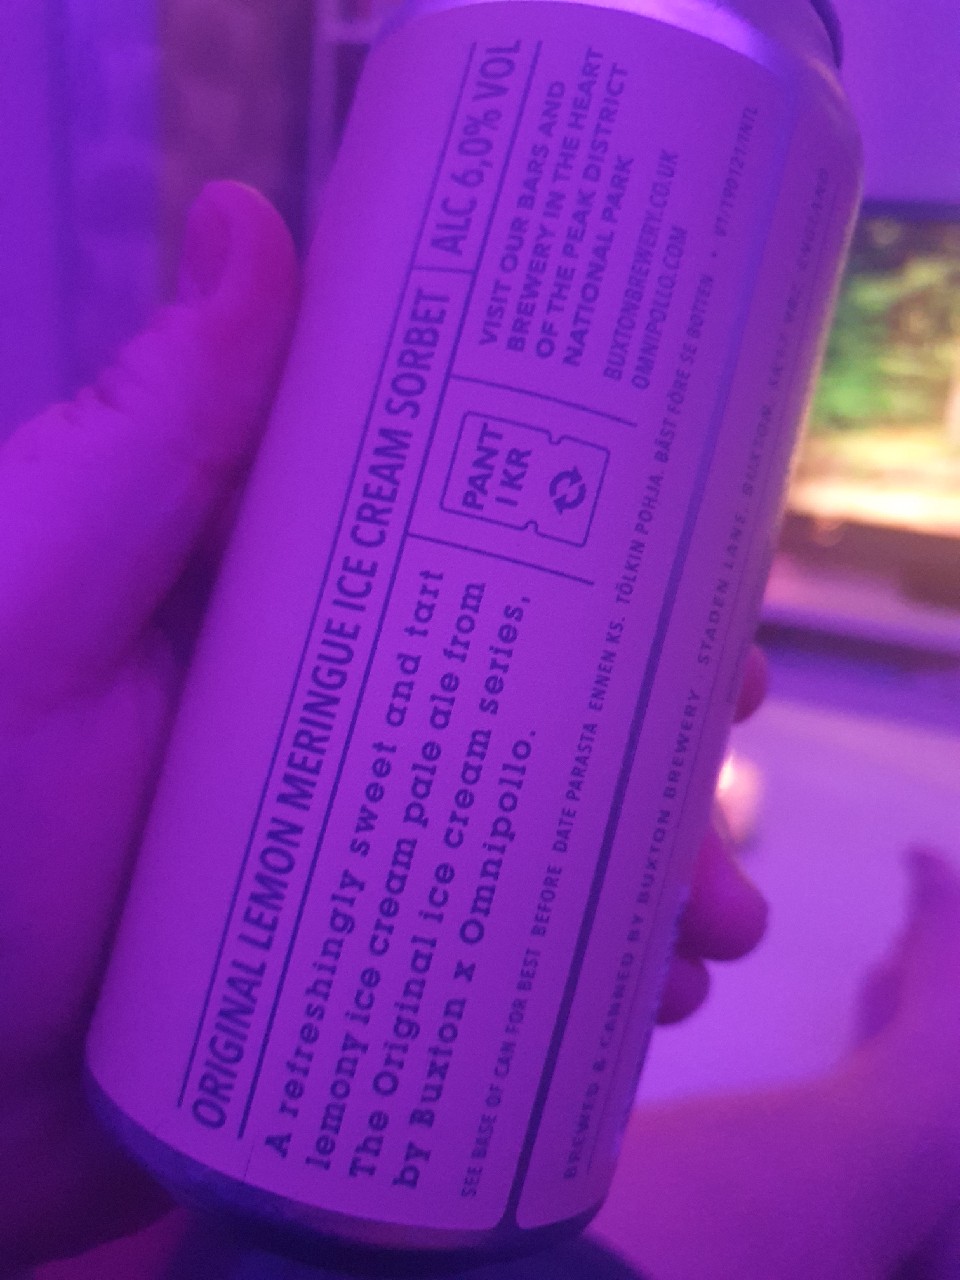 ORIGINAL LEMON MERINGUE ICE CREAM SORBET | ALC 6,0% VOL
A refreshingly sweet and tart
lemony ice cream pale ale from
The Original ice cream series,
by Buxton x Omnipollo.
PANT
1 KR
VISIT OUR BARS AND
BREWERY IN THE HEART
OF THE PEAK DISTRICT
NATIONAL PARK
BUXTONBREWERY.CO.UK
OMNIPOLLO.COM
SEE BASE OF CAN FOR BEST BEFORE DATE PARASTA ENNEN KS. TÖLKIN POHJA. BÄST FÖRE SE BOTTEN •
BREWED & CANNED BY BUXTON BREWERY . STADEN LANE, BUXTON, ENGLAND